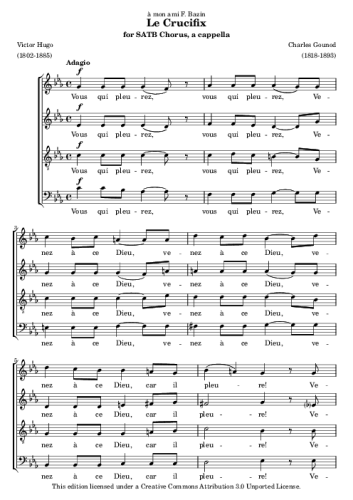 à mon ami F. Bazin
Le Crucifix
for SATB Chorus, a cappella
Victor Hugo
Charles Gounod
(1802-1885)
(1818-1893)
Adagio
f
Vous qui pleu - rez, vous qui pleu - rez, Ve -
f
Vous qui pleu - rez, vous qui pleu - rez, Ve -
f
Vous qui pleu - rez, vous qui pleu - rez, Ve -
f
Vous qui pleu - rez, vous qui pleu - rez, Ve -
3
nez à ce Dieu, ve - nez à ce Dieu, ve -
nez à ce Dieu, ve - nez à ce Dieu, ve -
8
nez à ce Dieu, ve - nez à ce Dieu, ve -
nez à ce Dieu, ve - nez à ce Dieu, ve -
5
nez à ce Dieu, car il pleu - re! Ve -
nez à ce Dieu, car il pleu - re! Ve -
8
nez à ce Dieu, car il pleu - re! Ve -
nez à ce Dieu, car il pleu - re! Ve -
This edition licensed under a Creative Commons Attribution 3.0 Unported License.